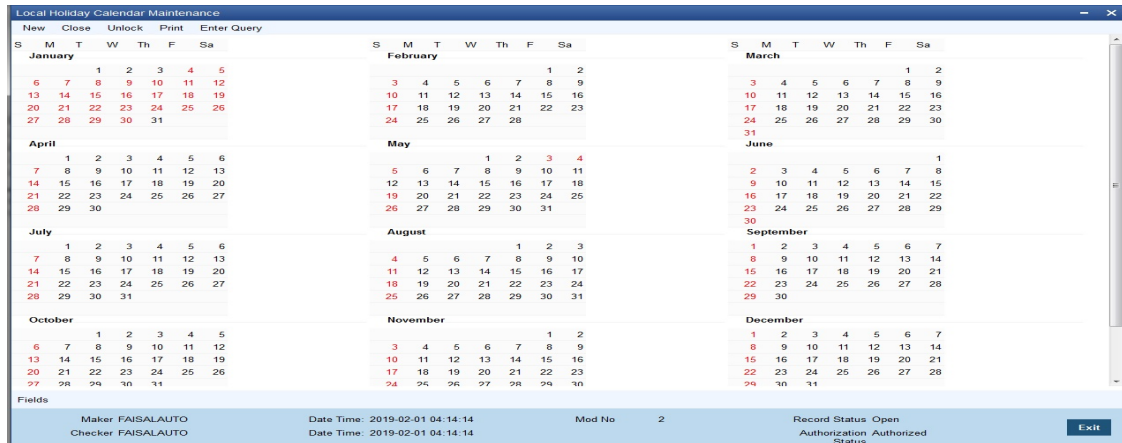 Local Holiday Calendar Maintenance
New Close Unlock Print Enter Query
S M T W Th F Sa S M T W Th F Sa S M T W Th F Sa
January February March
1 2 3 4 5 1 2 1 2
6 7 8 9 10 11 12 3 4 5 6 7 8 9 3 4 5 6 7 8 9
13 14 15 16 17 18 19 10 11 12 13 14 15 16 10 11 12 13 14 15 16
20 21 22 23 24 25 26 17 18 19 20 21 22 23 17 18 19 20 21 22 23
27 28 29 30 31 24 25 26 27 28 24 25 26 27 28 29 30
31
April May June
1 2 3 4 5 6 1 2 3 4 1
7 8 9 10 11 12 13 5 6 7 8 9 10 11 2 3 4 5 6 7 8
14 15 16 17 18 19 20 12 13 14 15 16 17 18 9 10 11 12 13 14 15
21 22 23 24 25 26 27 19 20 21 22 23 24 25 16 17 18 19 20 21 22
28 29 30 26 27 28 29 30 31 23 24 25 26 27 28 29
30
July August September
1 2 3 4 5 6 1 2 3 1 2 3 4 5 6 7
7 8 9 10 11 12 13 4 5 6 7 8 9 10 8 9 10 11 12 13 14
14 15 16 17 18 19 20 11 12 13 14 15 16 17 15 16 17 18 19 20 21
21 22 23 24 25 26 27 18 19 20 21 22 23 24 22 23 24 25 26 27 28
28 29 30 31 25 26 27 28 29 30 31 29 30
October November December
1 2 3 4 5 1 2 1 2 3 4 5 6 7
6 7 8 9 10 11 12 3 4 5 6 7 8 9 8 9 10 11 12 13 14
13 14 15 16 17 18 19 10 11 12 13 14 15 16 15 16 17 18 19 20 21
20 21 22 23 24 25 26 17 18 19 20 21 22 23 22 23 24 25 26 27 28
27 28 29 30 31 24 25 26 27 28 29 30 29 30 31
Fields
Maker FAISALAUTO Date Time: 2019-02-01 04:14:14 Mod No 2 Record Status Open
Checker FAISALAUTO Date Time: 2019-02-01 04:14:14 Authorization Authorized
Status
Exit